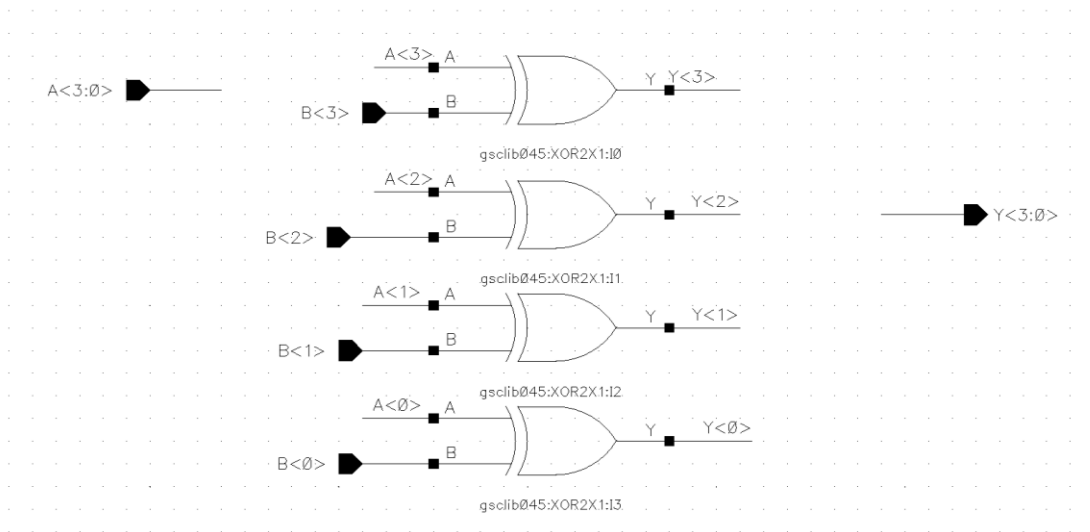 A<3> A
Y Y<3>
A<3:0>
B<3> B
gsclib045:XOR2X1:I0
A<2> A
Y Y<2>
Y<3:0>
B<2> B
gsclib045:XOR2X1:I1
A<1> A
Y Y<1>
B<1> B
gsclib045:XOR2X1:I2
A<0> A
Y Y<0>
B<0> B
gsclib045:XOR2X1:I3